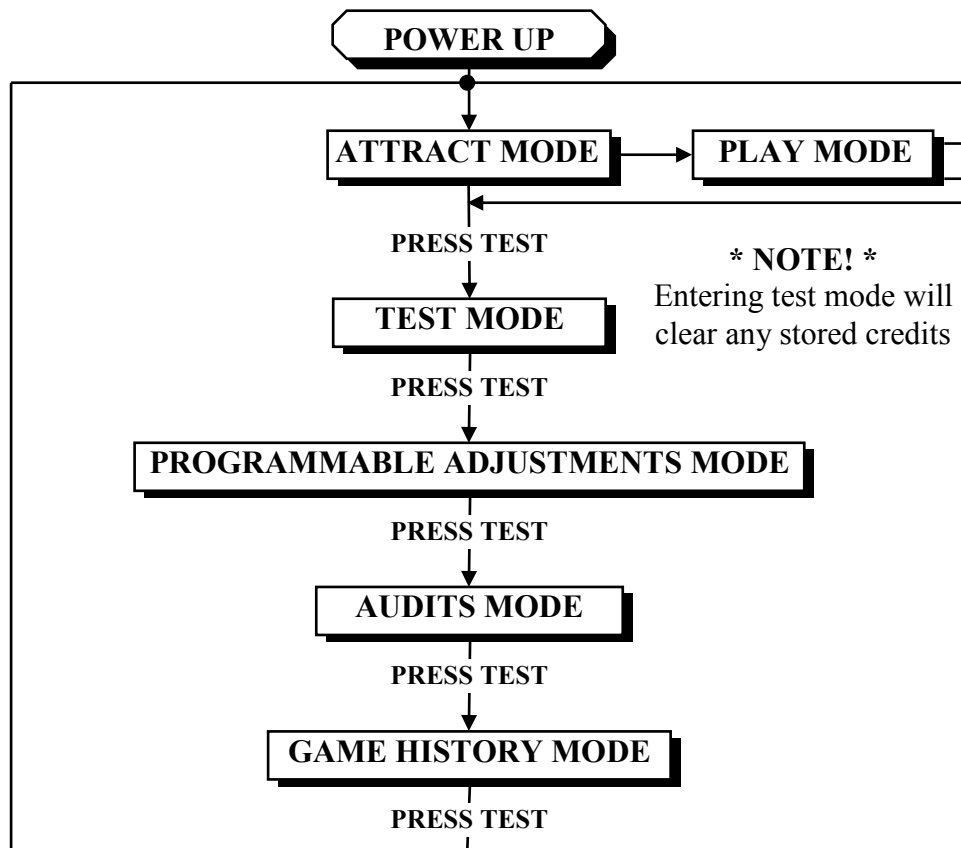 POWER UP
ATTRACT MODE
PLAY MODE
PRESS TEST
* NOTE! *
Entering test mode will
clear any stored credits
TEST MODE
PRESS TEST
PROGRAMMABLE ADJUSTMENTS MODE
PRESS TEST
AUDITS MODE
PRESS TEST
GAME HISTORY MODE
PRESS TEST